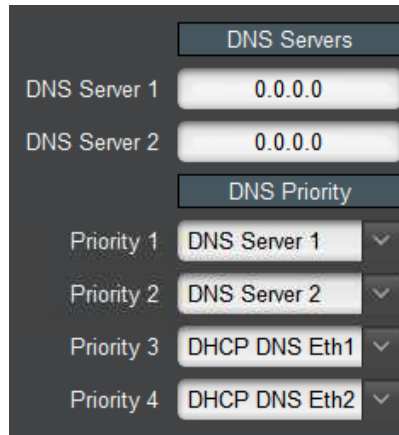 DNS Servers
DNS Server 1 0.0.0.0
DNS Server 2 0.0.0.0
DNS Priority
Priority 1 DNS Server 1
Priority 2 DNS Server 2
Priority 3 DHCP DNS Eth1
Priority 4 DHCP DNS Eth2